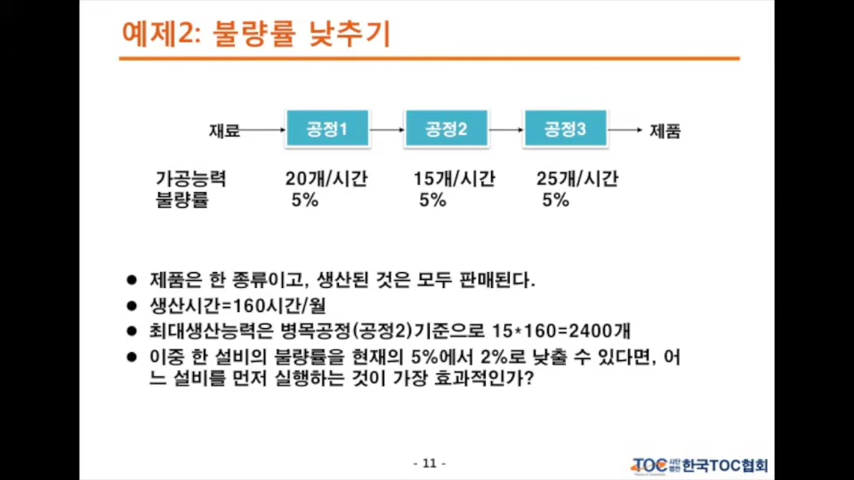 예제2: 불량률 낮추기
재료 공정1 공정2 공정3 제품
가공능력 20개/시간 15개/시간 25개/시간
불량률 5% 5% 5%
● 제품은 한 종류이고, 생산된 것은 모두 판매된다.
● 생산시간=160시간/월
● 최대생산능력은 병목공정(공정2)기준으로 15*160=2400개
● 이중 한 설비의 불량률을 현재의 5%에서 2%로 낮출 수 있다면, 어
느 설비를 먼저 실행하는 것이 가장 효과적인가?
- 11 -
TOC 사단법인 한국TOC협회